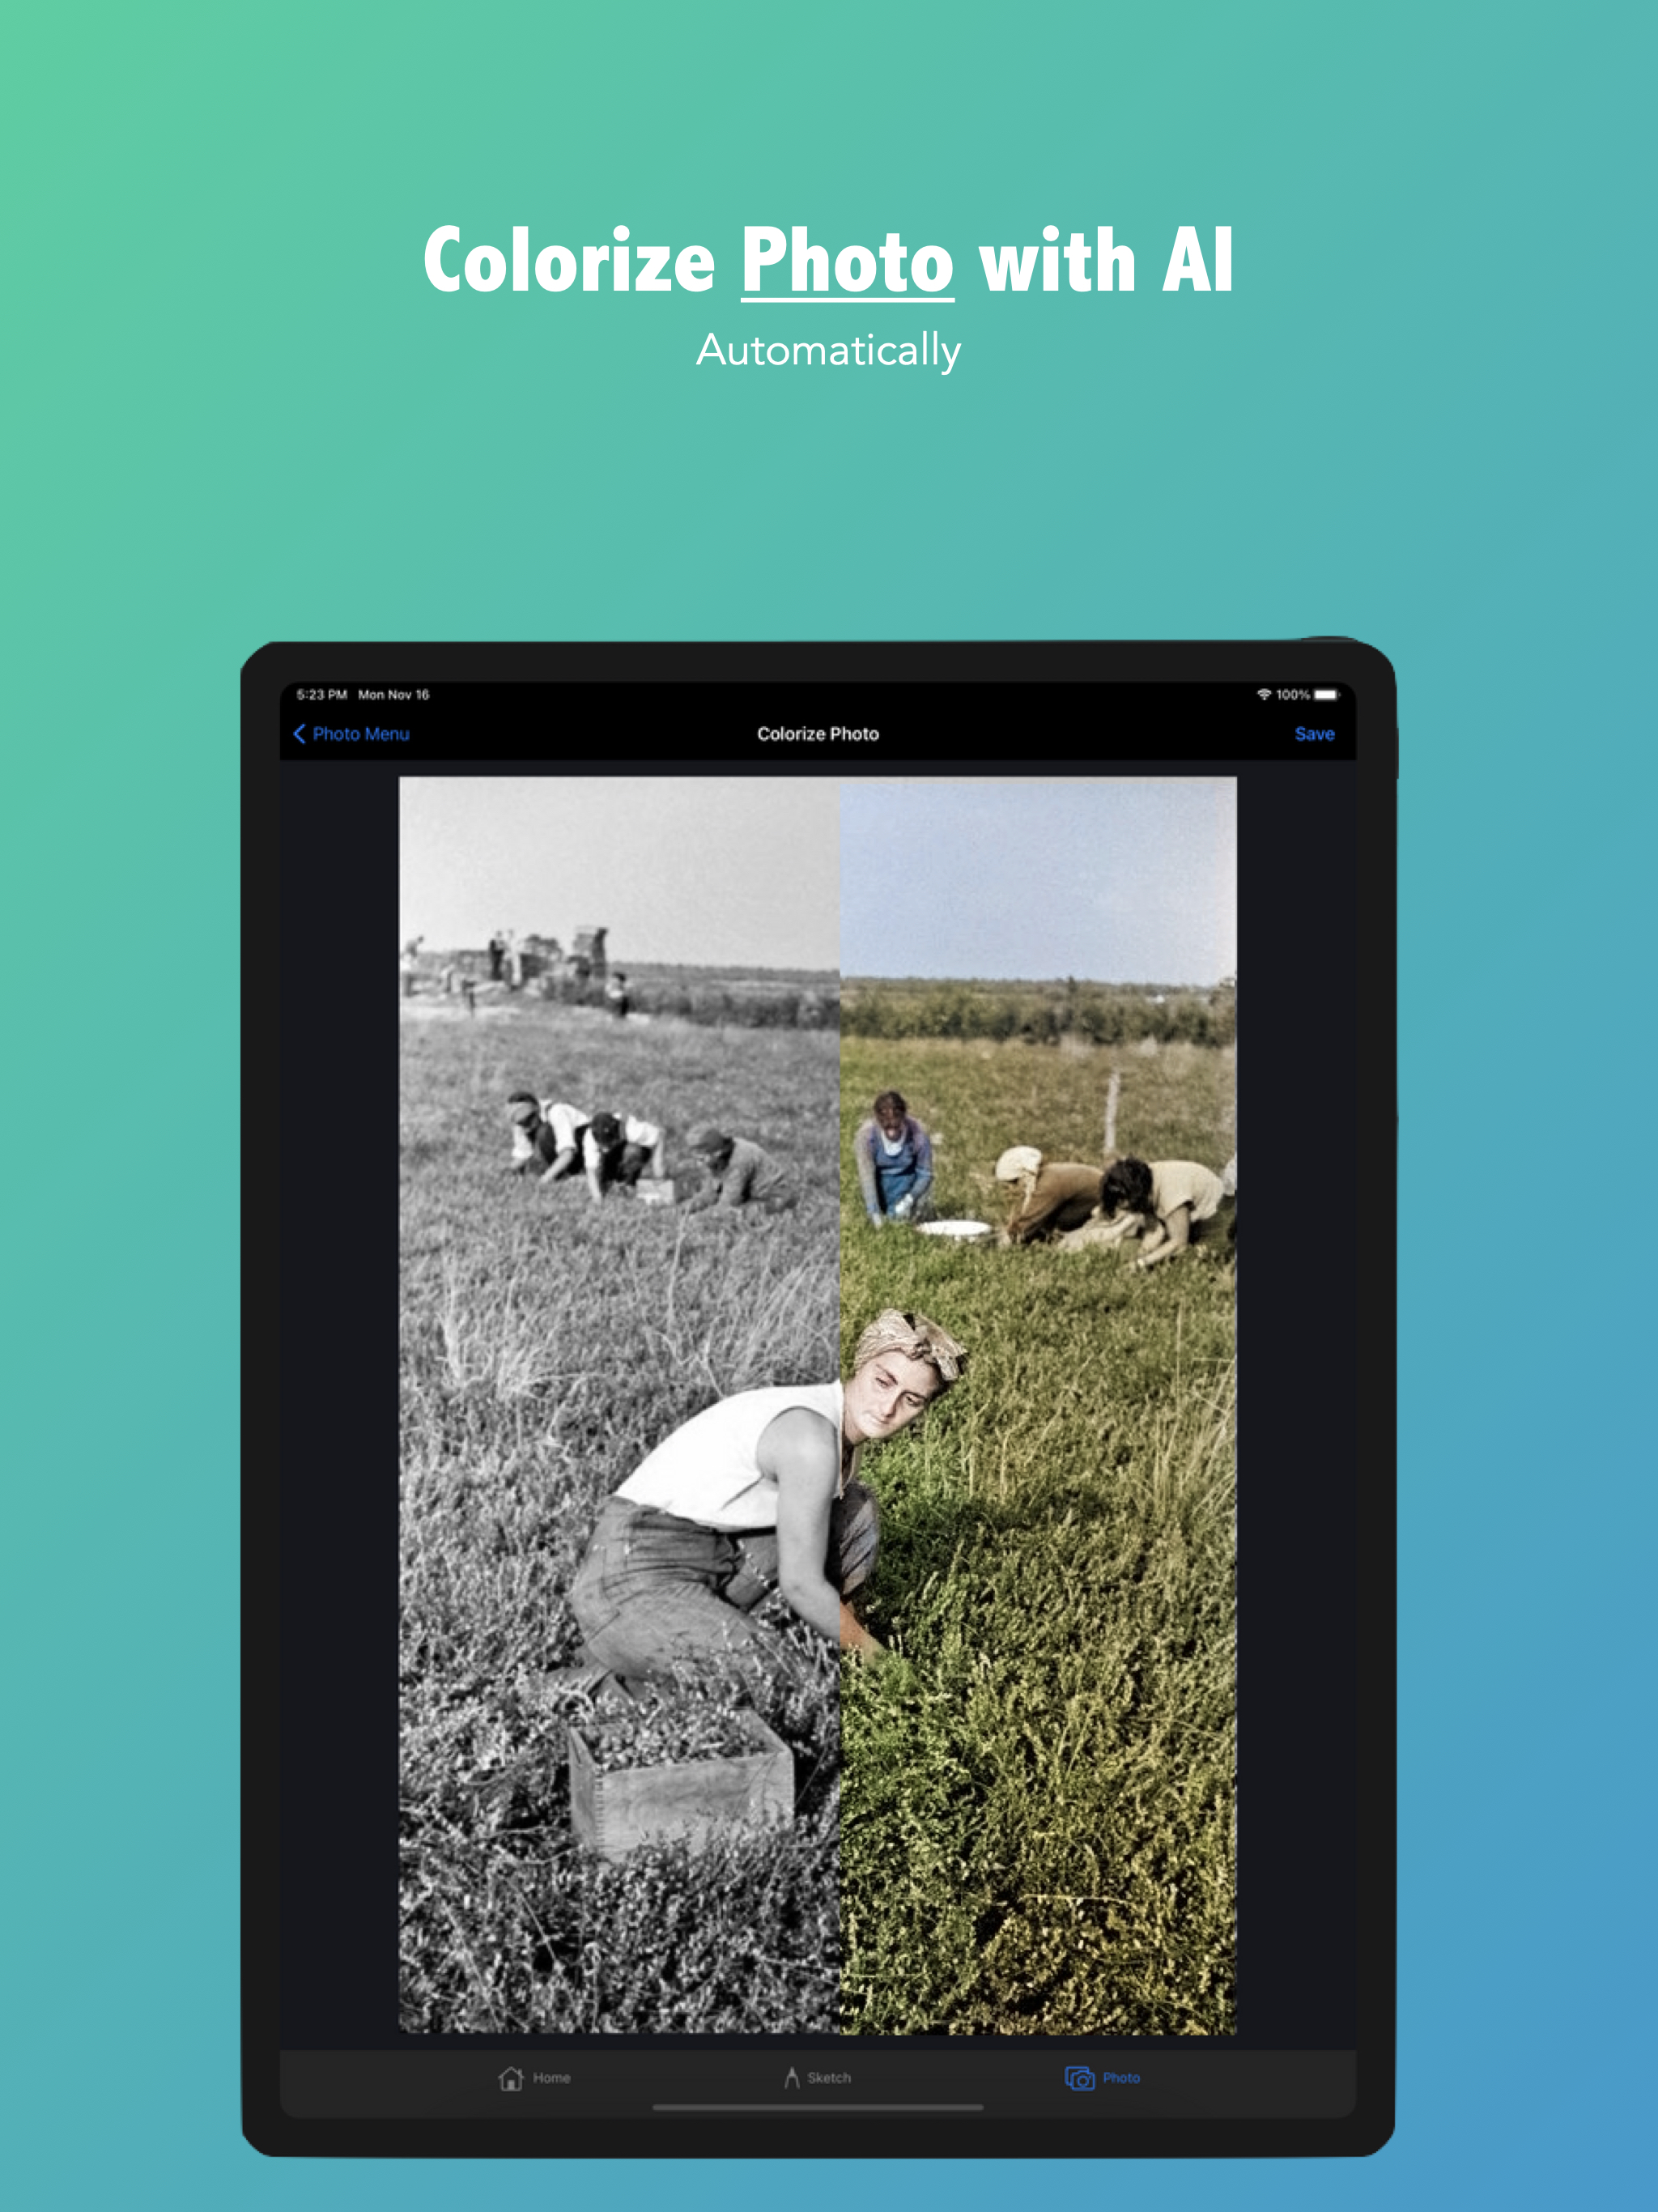 Colorize Photo with AI
Automatically
5:23 PM Mon Nov 16
100%
Photo Menu
Colorize Photo
Save
Home
Sketch
Photo